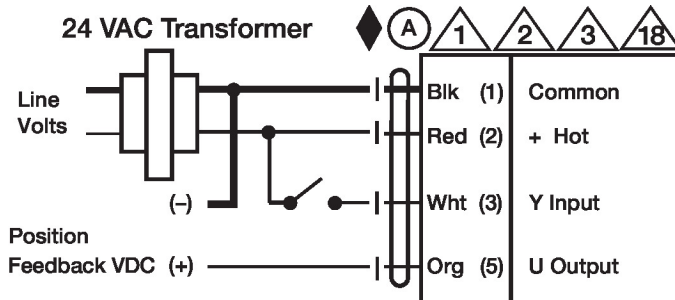 24 VAC Transformer
A 1 2 3 18
Line
Volts
Blk (1) Common
Red (2) + Hot
(–)
Wht (3) Y Input
Position
Feedback VDC (+)
Org (5) U Output